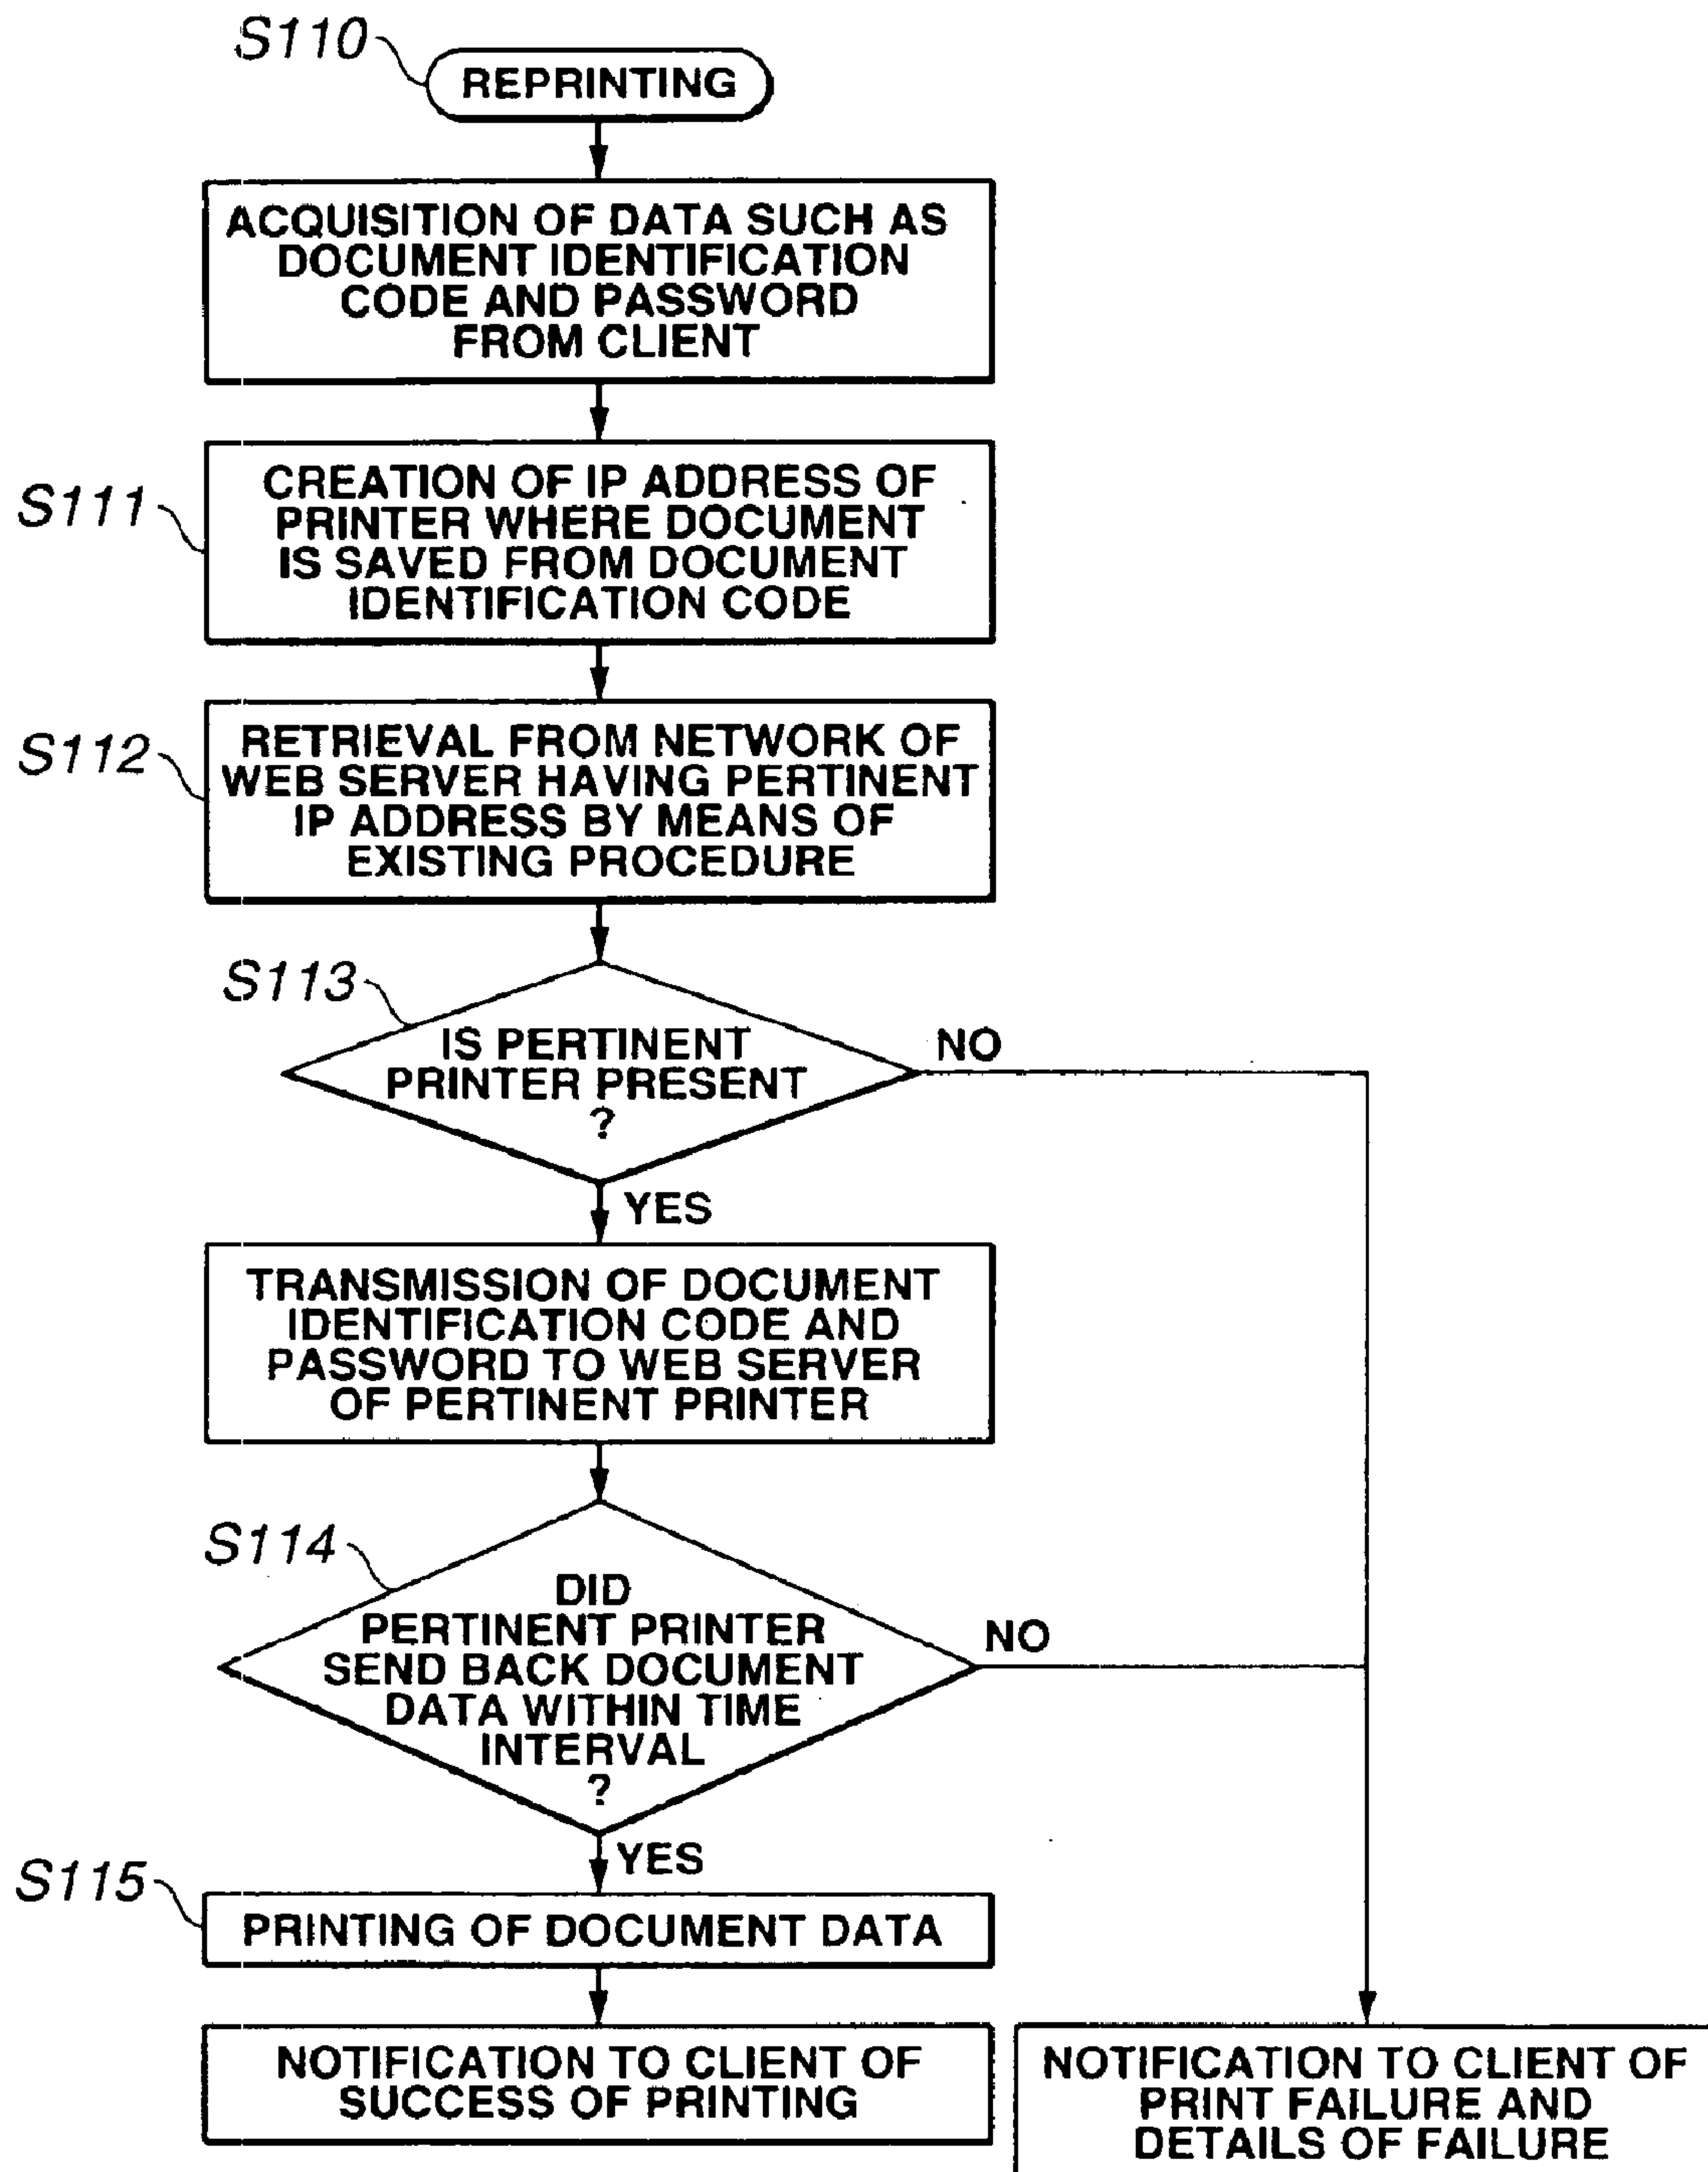 S110
REPRINTING
ACQUISITION OF DATA SUCH AS
DOCUMENT IDENTIFICATION
CODE AND PASSWORD
FROM CLIENT
S111
CREATION OF IP ADDRESS OF
PRINTER WHERE DOCUMENT
IS SAVED FROM DOCUMENT
IDENTIFICATION CODE
S112
RETRIEVAL FROM NETWORK OF
WEB SERVER HAVING PERTINENT
IP ADDRESS BY MEANS OF
EXISTING PROCEDURE
S113
IS PERTINENT
PRINTER PRESENT
?
NO
YES
TRANSMISSION OF DOCUMENT
IDENTIFICATION CODE AND
PASSWORD TO WEB SERVER
OF PERTINENT PRINTER
S114
DID
PERTINENT PRINTER
SEND BACK DOCUMENT
DATA WITHIN TIME
INTERVAL
?
NO
YES
S115
PRINTING OF DOCUMENT DATA
NOTIFICATION TO CLIENT OF
SUCCESS OF PRINTING
NOTIFICATION TO CLIENT OF
PRINT FAILURE AND
DETAILS OF FAILURE